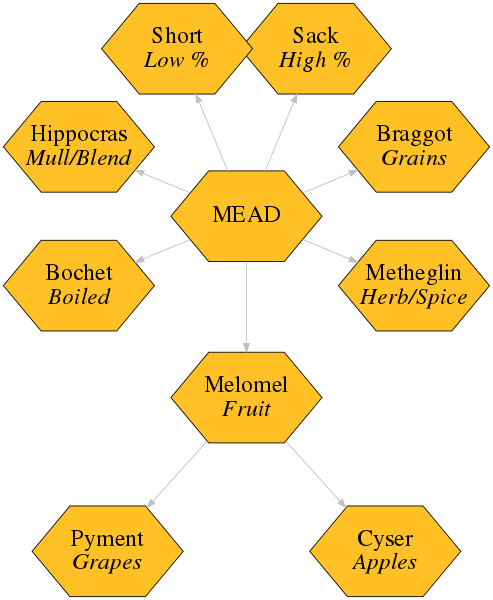 Short
Low %
Sack
High %
Hippocras
Mull/Blend
Braggot
Grains
MEAD
Bochet
Boiled
Metheglin
Herb/Spice
Melomel
Fruit
Pyment
Grapes
Cyser
Apples